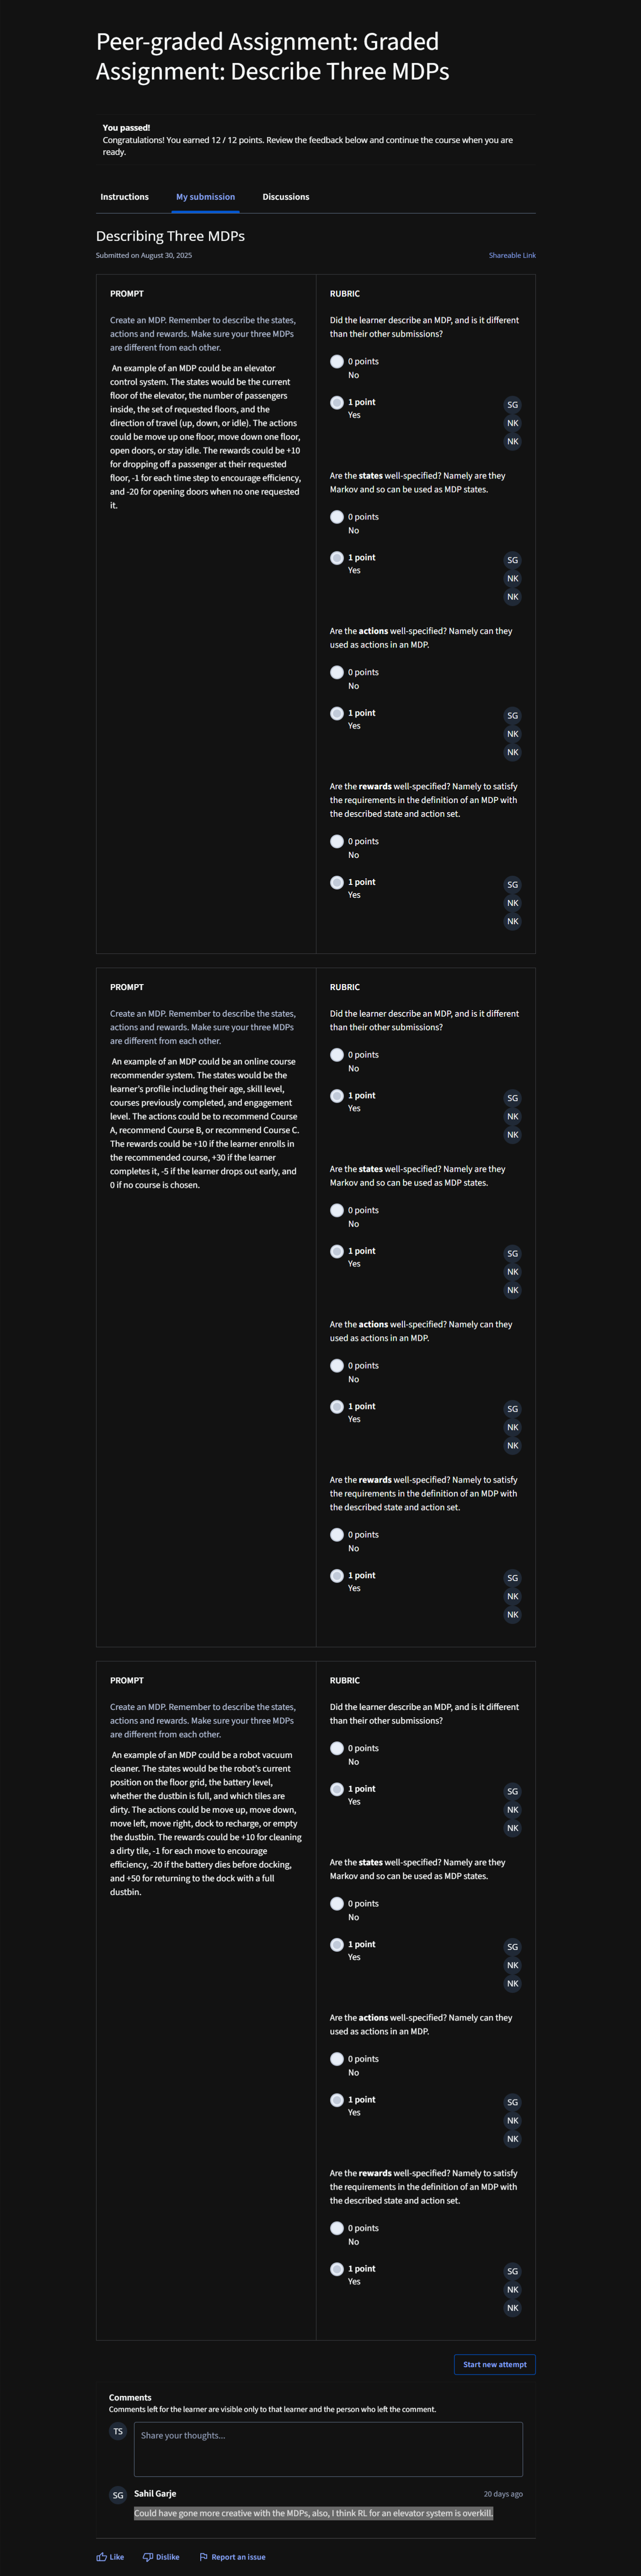 Peer-graded Assignment: Graded
Assignment: Describe Three MDPs
You passed!
Congratulations! You earned 12 / 12 points. Review the feedback below and continue the course when you are
ready.
Instructions
My submission
Discussions
Describing Three MDPs
Submitted on August 30, 2025
Shareable Link
PROMPT
Create an MDP. Remember to describe the states,
actions and rewards. Make sure your three MDPs
are different from each other.
An example of an MDP could be an elevator
control system. The states would be the current
floor of the elevator, the number of passengers
inside, the set of requested floors, and the
direction of travel (up, down, or idle). The actions
could be move up one floor, move down one floor,
open doors, or stay idle. The rewards could be +10
for dropping off a passenger at their requested
floor, -1 for each time step to encourage efficiency,
and -20 for opening doors when no one requested
it.
RUBRIC
Did the learner describe an MDP, and is it different
than their other submissions?
0 points
No
1 point
Yes
SG
NK
NK
Are the states well-specified? Namely are they
Markov and so can be used as MDP states.
0 points
No
1 point
Yes
SG
NK
NK
Are the actions well-specified? Namely can they
used as actions in an MDP.
0 points
No
1 point
Yes
SG
NK
NK
Are the rewards well-specified? Namely to satisfy
the requirements in the definition of an MDP with
the described state and action set.
0 points
No
1 point
Yes
SG
NK
NK
PROMPT
Create an MDP. Remember to describe the states,
actions and rewards. Make sure your three MDPs
are different from each other.
An example of an MDP could be an online course
recommender system. The states would be the
learner's profile including their age, skill level,
courses previously completed, and engagement
level. The actions could be to recommend Course
A, recommend Course B, or recommend Course C.
The rewards could be +10 if the learner enrolls in
the recommended course, +30 if the learner
completes it, -5 if the learner drops out early, and
0 if no course is chosen.
RUBRIC
Did the learner describe an MDP, and is it different
than their other submissions?
0 points
No
1 point
Yes
SG
NK
NK
Are the states well-specified? Namely are they
Markov and so can be used as MDP states.
0 points
No
1 point
Yes
SG
NK
NK
Are the actions well-specified? Namely can they
used as actions in an MDP.
0 points
No
1 point
Yes
SG
NK
NK
Are the rewards well-specified? Namely to satisfy
the requirements in the definition of an MDP with
the described state and action set.
0 points
No
1 point
Yes
SG
NK
NK
PROMPT
Create an MDP. Remember to describe the states,
actions and rewards. Make sure your three MDPs
are different from each other.
An example of an MDP could be a robot vacuum
cleaner. The states would be the robot's current
position on the floor grid, the battery level,
whether the dustbin is full, and which tiles are
dirty. The actions could be move up, move down,
move left, move right, dock to recharge, or empty
the dustbin. The rewards could be +10 for cleaning
a dirty tile, -1 for each move to encourage
efficiency, -20 if the battery dies before docking,
and +50 for returning to the dock with a full
dustbin.
RUBRIC
Did the learner describe an MDP, and is it different
than their other submissions?
0 points
No
1 point
Yes
SG
NK
NK
Are the states well-specified? Namely are they
Markov and so can be used as MDP states.
0 points
No
1 point
Yes
SG
NK
NK
Are the actions well-specified? Namely can they
used as actions in an MDP.
0 points
No
1 point
Yes
SG
NK
NK
Are the rewards well-specified? Namely to satisfy
the requirements in the definition of an MDP with
the described state and action set.
0 points
No
1 point
Yes
SG
NK
NK
Start new attempt
Comments
Comments left for the learner are visible only to that learner and the person who left the comment.
TS
Share your thoughts...
SG
Sahil Garje
20 days ago
Could have gone more creative with the MDPs, also, I think RL for an elevator system is overkill.
Like
Dislike
Report an issue